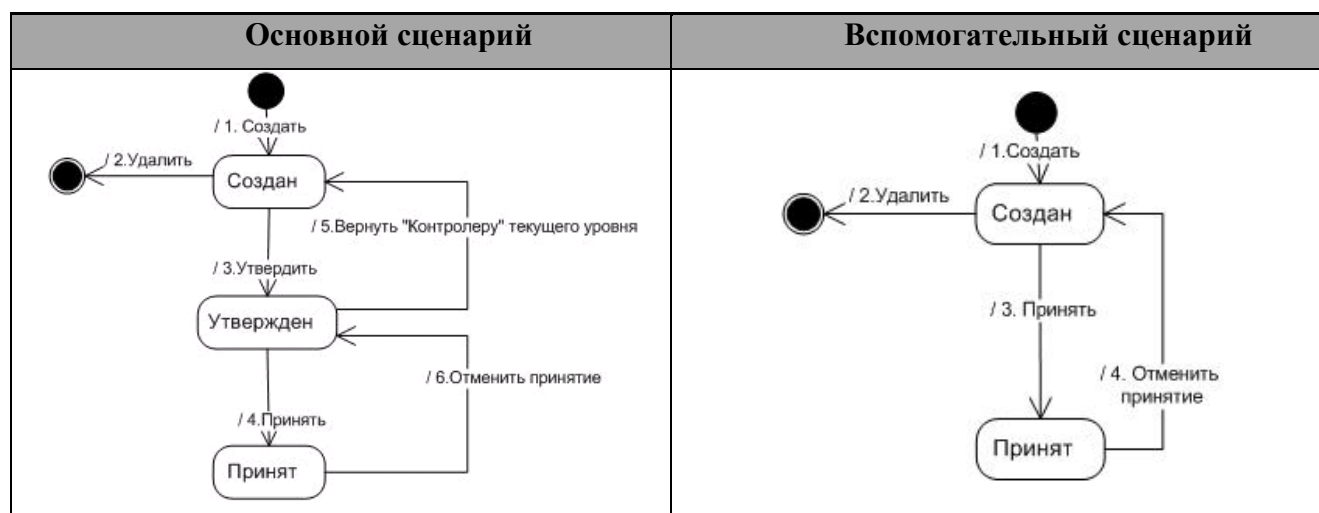 Основной сценарий
Вспомогательный сценарий
/ 1. Создать
/ 2.Удалить
Создан
/ 5.Вернуть "Контролеру" текущего уровня
/ 3.Утвердить
Утвержден
/ 6.Отменить принятие
/ 4.Принять
Принят
/ 1.Создать
/ 2.Удалить
Создан
/ 3. Принять
/ 4. Отменить
принятие
Принят